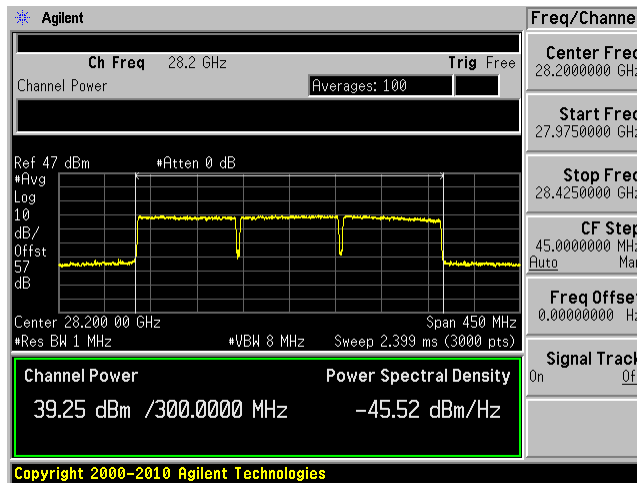 Agilent
Freq/Channe
Ch Freq 28.2 GHz Trig Free
Channel Power Averages: 100
Center Freq
28.2000000 GHz
Start Freq
27.9750000 GHz
Stop Freq
28.4250000 GHz
CF Step
45.0000000 MHz
Auto Man
Freq Offset
0.00000000 Hz
Signal Track
On Of
Ref 47 dBm #Atten 0 dB
#Avg
Log
10
dB/
Offst
57
dB
Center 28.200 00 GHz Span 450 MHz
#Res BW 1 MHz #VBW 8 MHz Sweep 2.399 ms (3000 pts)
Channel Power Power Spectral Density
39.25 dBm /300.0000 MHz -45.52 dBm/Hz
Copyright 2000-2010 Agilent Technologies